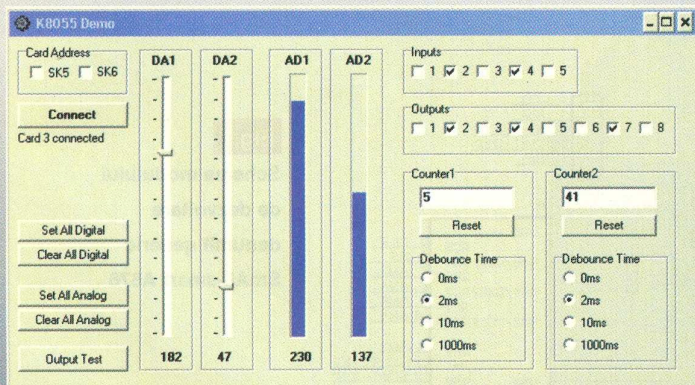 K8055 Demo
Card Address
SK5 SK6
Connect
Card 3 connected
Set All Digital
Clear All Digital
Set All Analog
Clear All Analog
Output Test
DA1 DA2 AD1 AD2
182 47 230 137
Inputs
1 2 3 4 5
Outputs
1 2 3 4 5 6 7 8
Counter1
5
Reset
Debounce Time
0ms
2ms
10ms
1000ms
Counter2
41
Reset
Debounce Time
0ms
2ms
10ms
1000ms